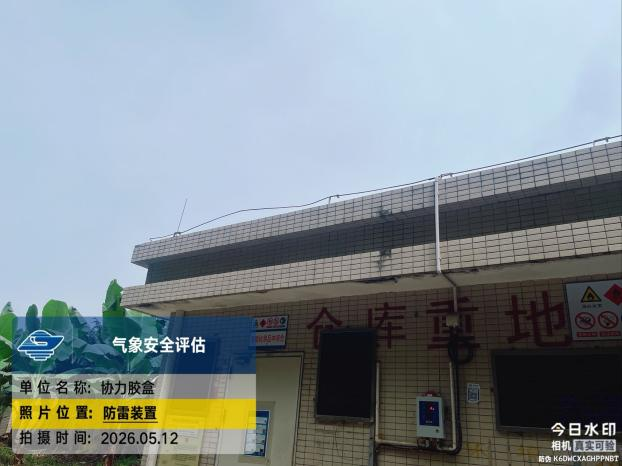 仓库重地
气象安全评估
单位名称: 协力胶盒
照片位置: 防雷装置
拍摄时间: 2026.05.12
今日水印
相机 真实可验
防伪 K6DWCXAGHPPNBT